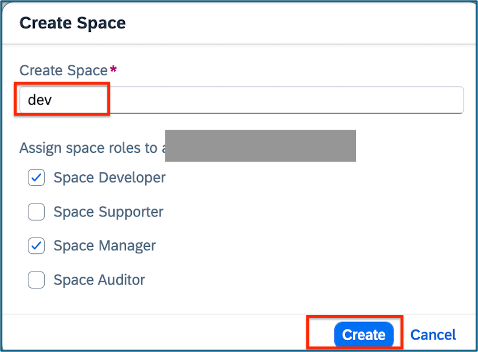 Create Space
Create Space*
dev
Assign space roles to
Space Developer
Space Supporter
Space Manager
Space Auditor
Create Cancel